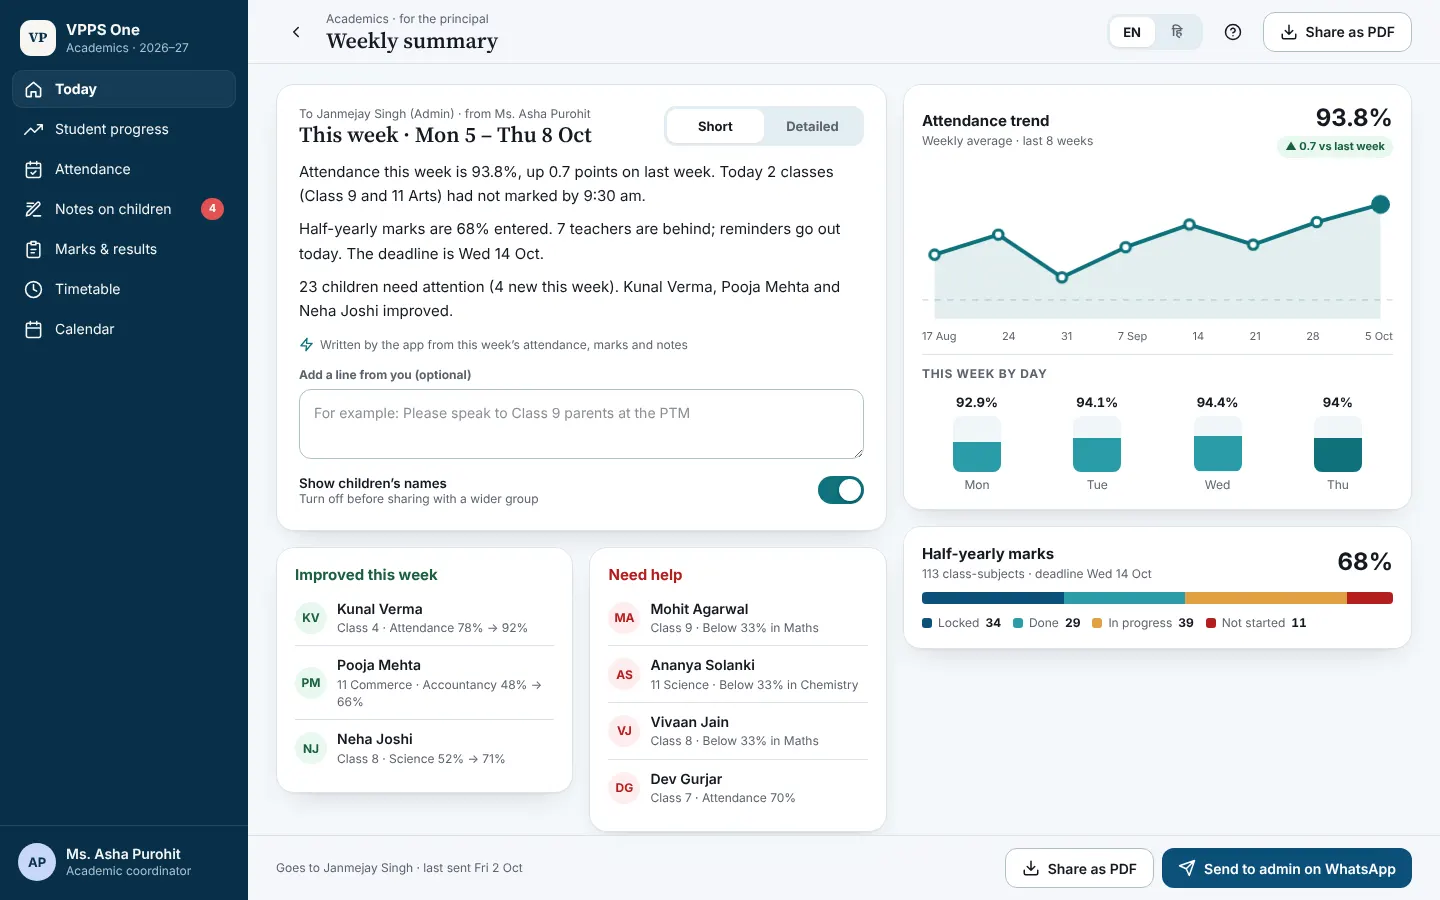 VP
VPPS One
Academics · 2026–27
Today
Student progress
Attendance
Notes on children
4
Marks & results
Timetable
Calendar
AP
Ms. Asha Purohit
Academic coordinator
Academics · for the principal
Weekly summary
EN
हि
Share as PDF
To Janmejay Singh (Admin) · from Ms. Asha Purohit
This week · Mon 5 – Thu 8 Oct
Short
Detailed
Attendance this week is 93.8%, up 0.7 points on last week. Today 2 classes
(Class 9 and 11 Arts) had not marked by 9:30 am.
Half-yearly marks are 68% entered. 7 teachers are behind; reminders go out
today. The deadline is Wed 14 Oct.
23 children need attention (4 new this week). Kunal Verma, Pooja Mehta and
Neha Joshi improved.
Written by the app from this week’s attendance, marks and notes
Add a line from you (optional)
For example: Please speak to Class 9 parents at the PTM
Show children’s names
Turn off before sharing with a wider group
Improved this week
KV
Kunal Verma
Class 4 · Attendance 78% → 92%
PM
Pooja Mehta
11 Commerce · Accountancy 48% →
66%
NJ
Neha Joshi
Class 8 · Science 52% → 71%
Need help
MA
Mohit Agarwal
Class 9 · Below 33% in Maths
AS
Ananya Solanki
11 Science · Below 33% in Chemistry
VJ
Vivaan Jain
Class 8 · Below 33% in Maths
DG
Dev Gurjar
Class 7 · Attendance 70%
Attendance trend
Weekly average · last 8 weeks
93.8%
▲ 0.7 vs last week
17 Aug 24 31 7 Sep 14 21 28 5 Oct
THIS WEEK BY DAY
92.9% 94.1% 94.4% 94%
Mon Tue Wed Thu
Half-yearly marks
113 class-subjects · deadline Wed 14 Oct
68%
Locked 34 Done 29 In progress 39 Not started 11
Goes to Janmejay Singh · last sent Fri 2 Oct
Share as PDF
Send to admin on WhatsApp